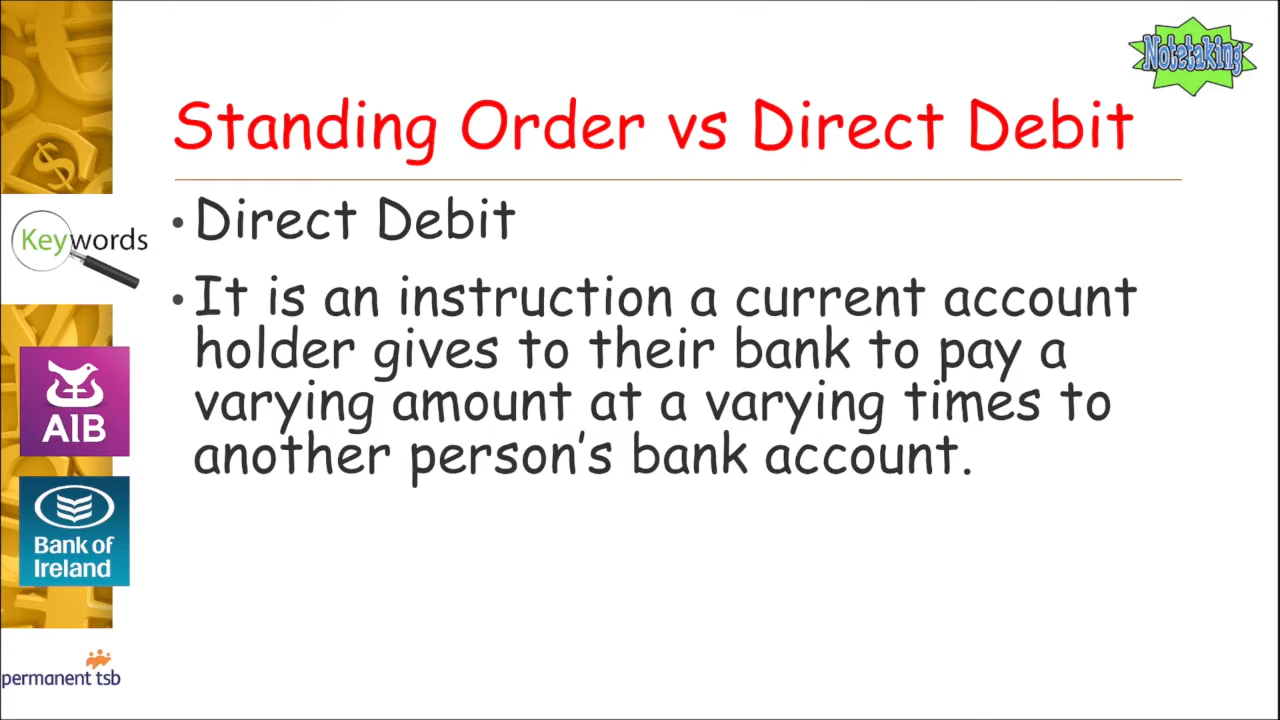 Notetaking
Standing Order vs Direct Debit
Keywords
• Direct Debit
• It is an instruction a current account
holder gives to their bank to pay a
varying amount at a varying times to
another person's bank account.
AIB
Bank of
Ireland
permanent tsb